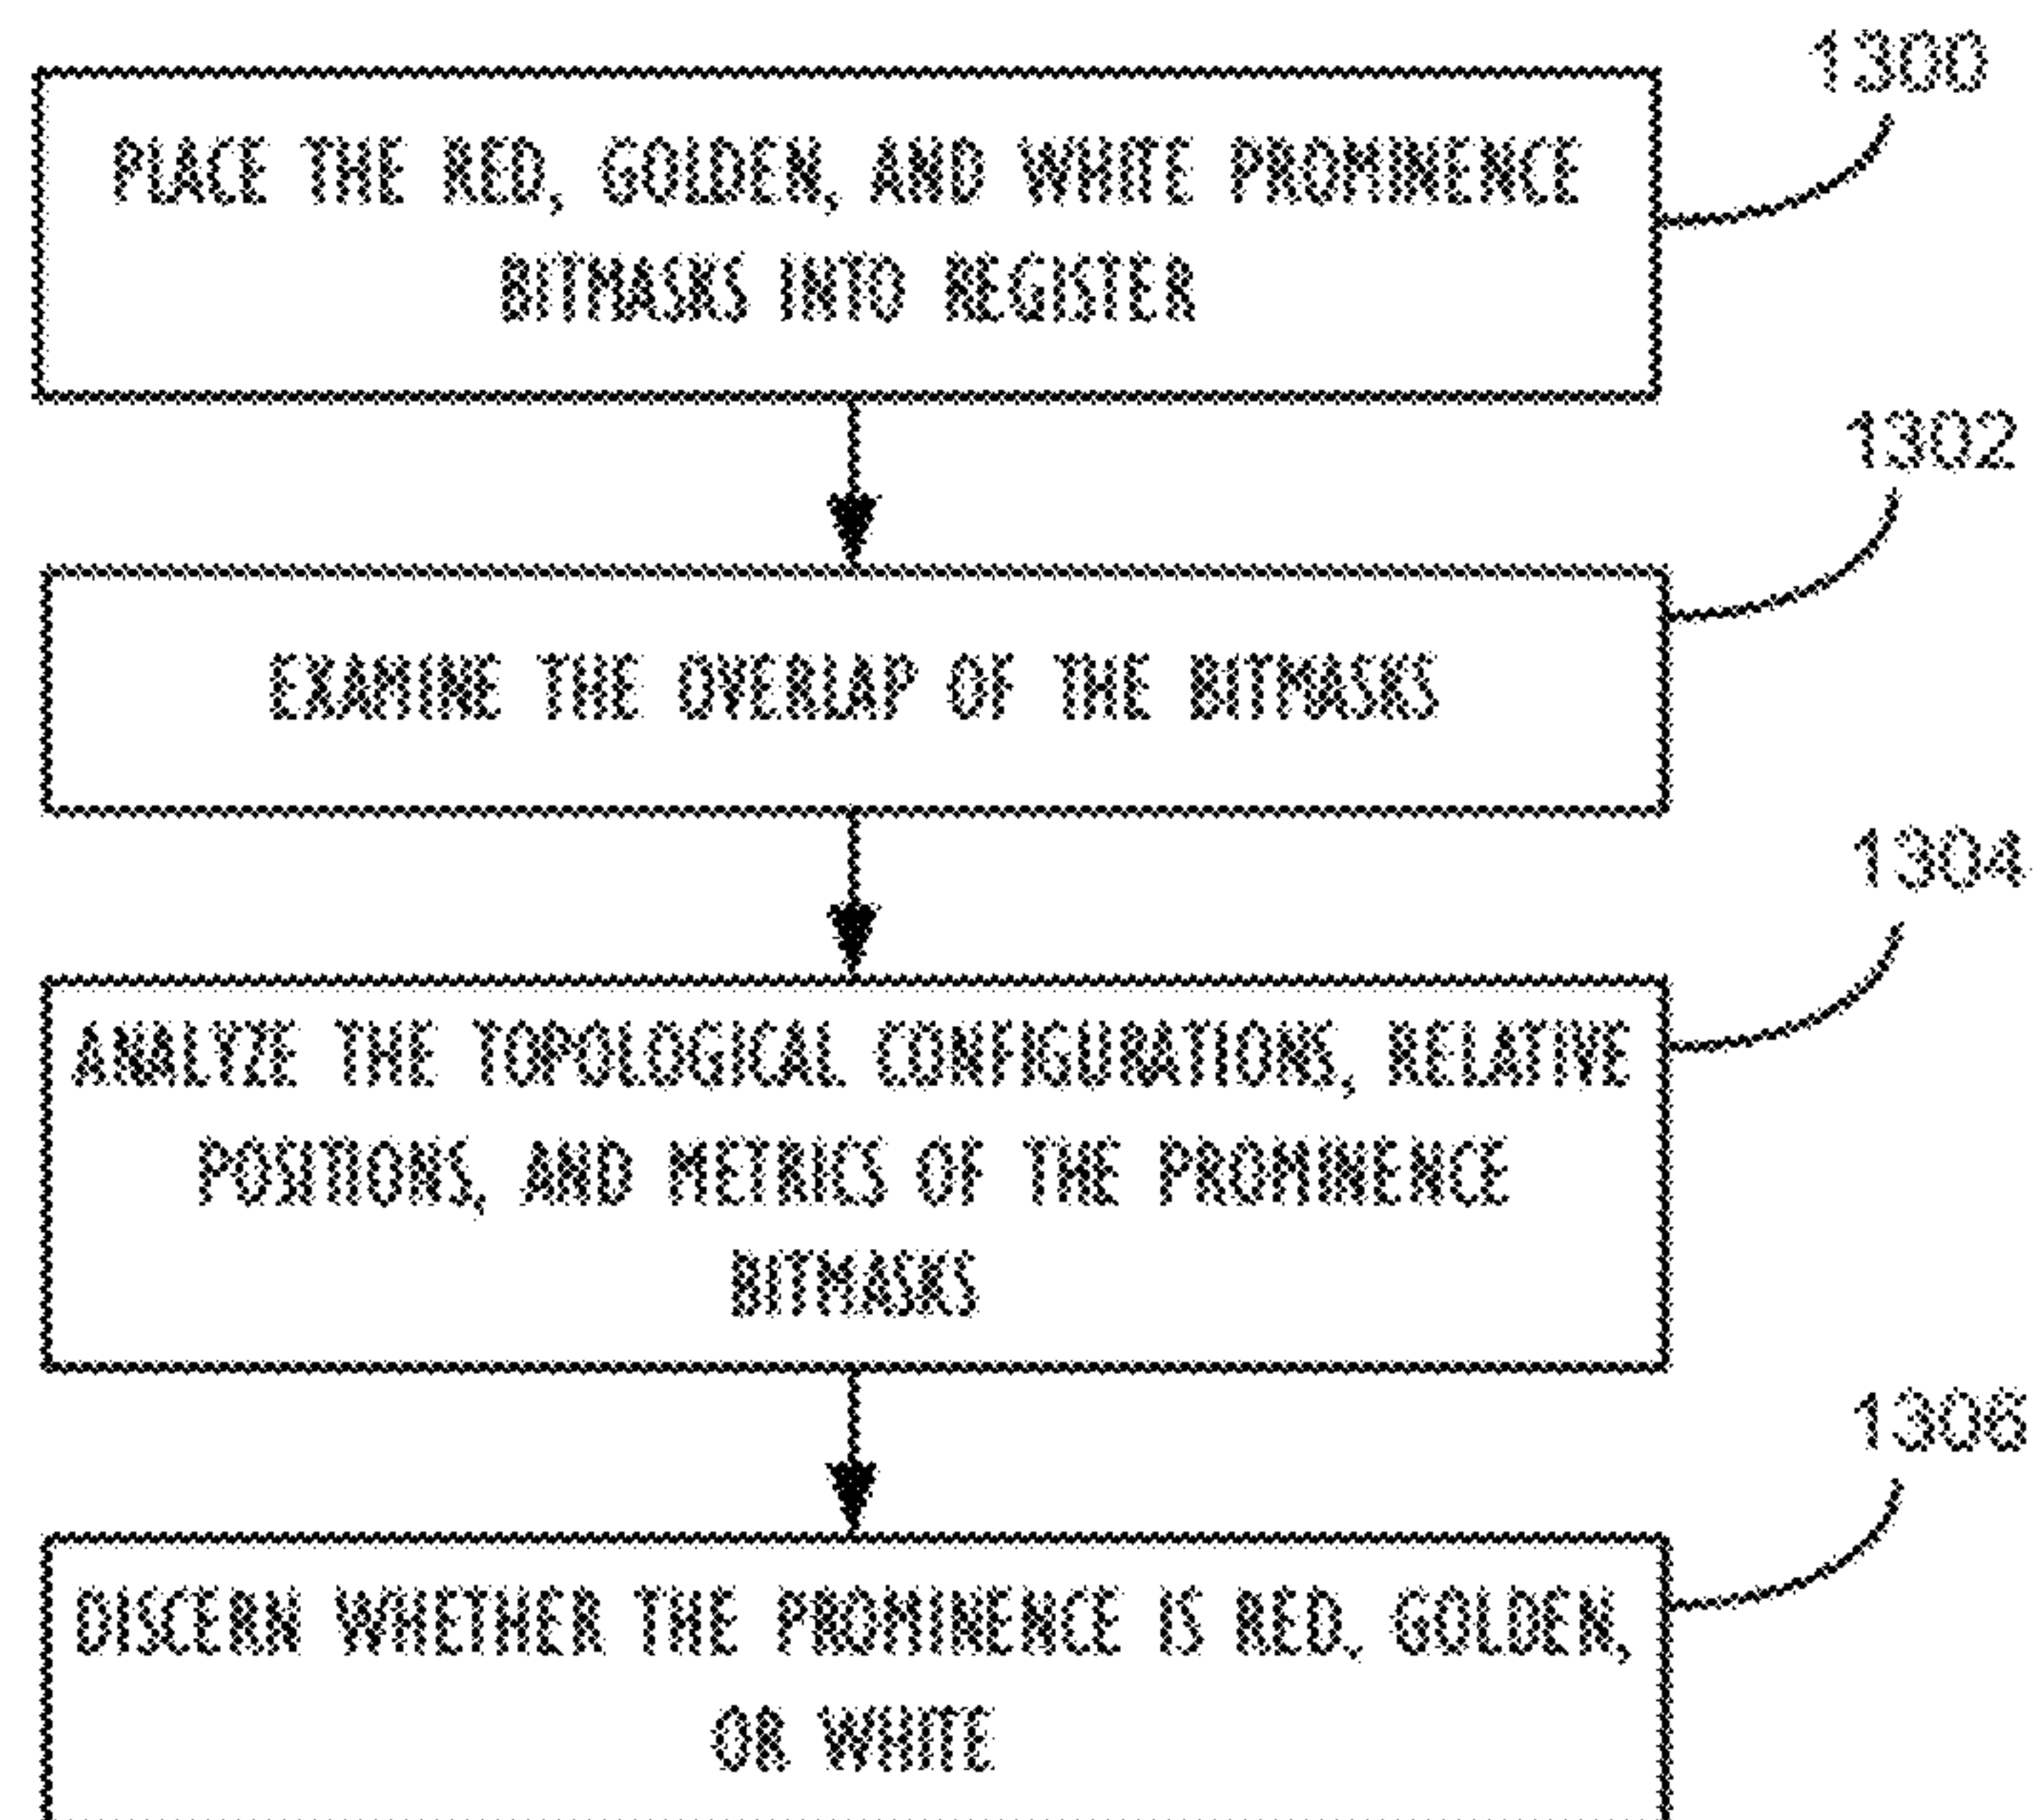 1300
PLACE THE RED, GOLDEN, AND WHITE PROMINENCE
BITMASKS INTO REGISTER
1302
EXAMINE THE OVERLAP OF THE BITMASKS
1304
ANALYZE THE TOPOLOGICAL CONFIGURATIONS, RELATIVE
POSITIONS, AND METRICS OF THE PROMINENCE
BITMASKS
1306
DISCERN WHETHER THE PROMINENCE IS RED, GOLDEN,
OR WHITE